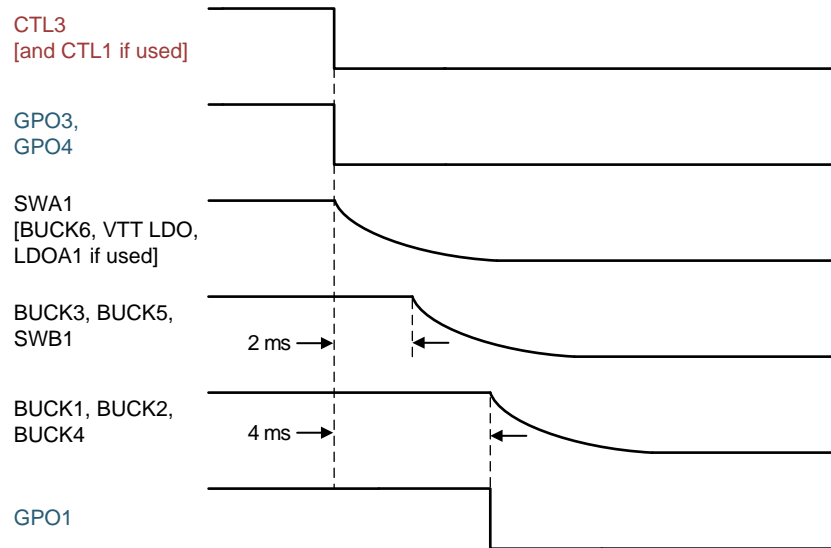 CTL3
[and CTL1 if used]
GPO3,
GPO4
SWA1
[BUCK6, VTT LDO,
LDOA1 if used]
BUCK3, BUCK5,
SWB1
2 ms
BUCK1, BUCK2,
BUCK4
4 ms
GPO1